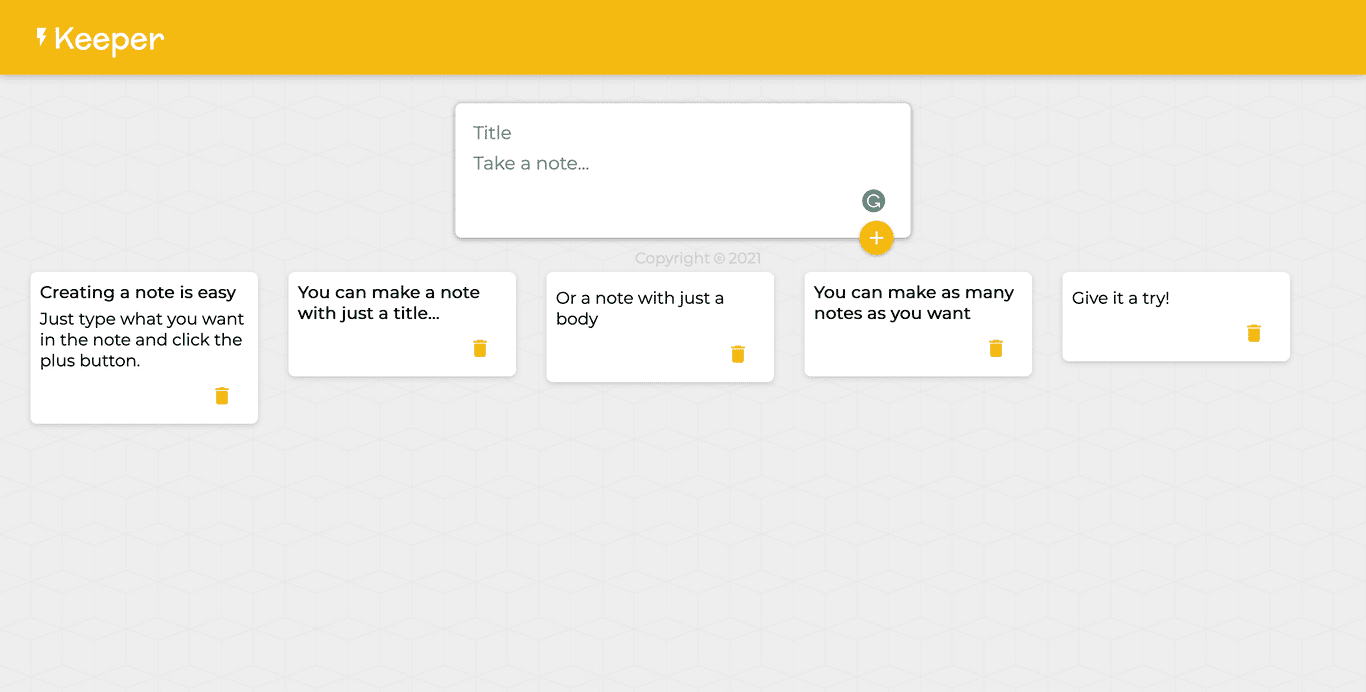 Keeper
Title
Take a note...
Copyright © 2021
Creating a note is easy
Just type what you want
in the note and click the
plus button.
You can make a note
with just a title...
Or a note with just a
body
You can make as many
notes as you want
Give it a try!